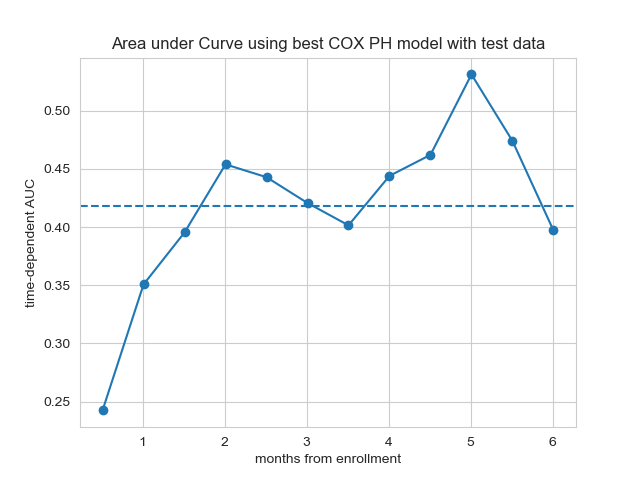 Area under Curve using best COX PH model with test data
time-dependent AUC
0.50
0.45
0.40
0.35
0.30
0.25
1 2 3 4 5 6
months from enrollment